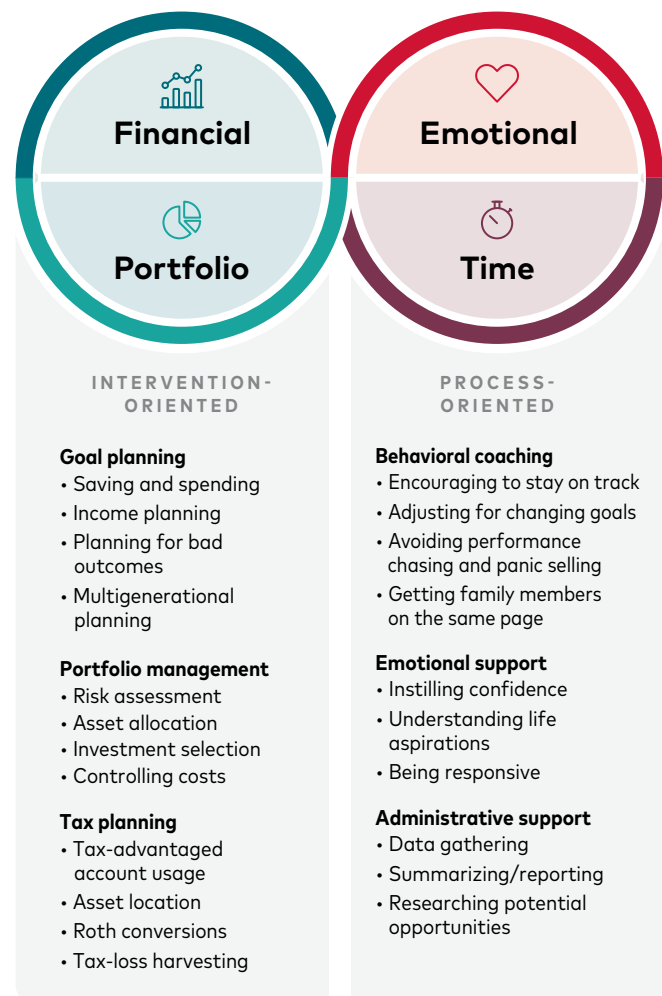 Financial
Portfolio
INTERVENTION-
ORIENTED
Goal planning
• Saving and spending
• Income planning
• Planning for bad
outcomes
• Multigenerational
planning
Portfolio management
• Risk assessment
• Asset allocation
• Investment selection
• Controlling costs
Tax planning
• Tax-advantaged
account usage
• Asset location
• Roth conversions
• Tax-loss harvesting
Emotional
Time
PROCESS-
ORIENTED
Behavioral coaching
• Encouraging to stay on track
• Adjusting for changing goals
• Avoiding performance
chasing and panic selling
• Getting family members
on the same page
Emotional support
• Instilling confidence
• Understanding life
aspirations
• Being responsive
Administrative support
• Data gathering
• Summarizing/reporting
• Researching potential
opportunities